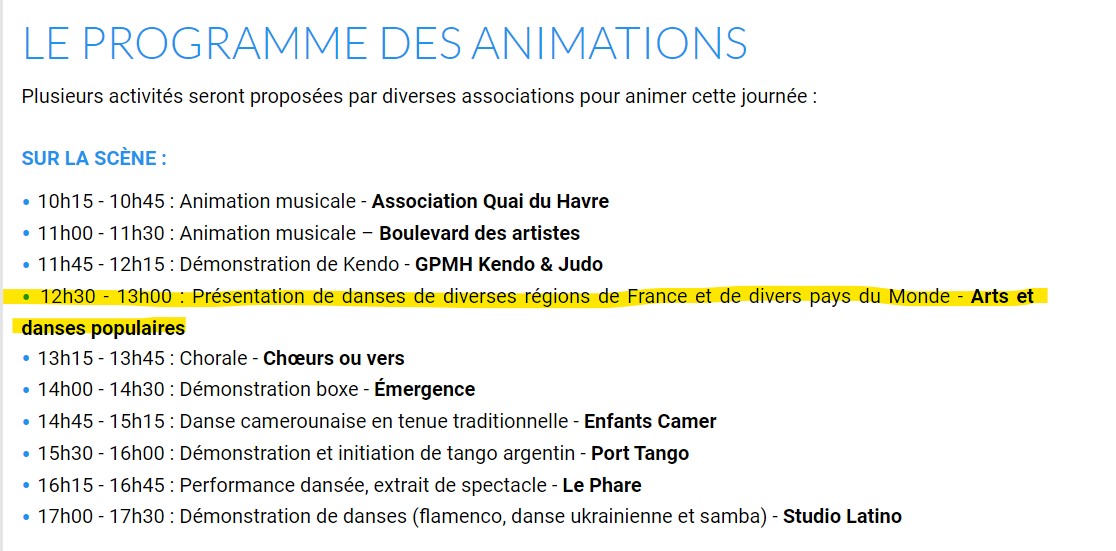 LE PROGRAMME DES ANIMATIONS
Plusieurs activités seront proposées par diverses associations pour animer cette journée :
SUR LA SCÈNE :
• 10h15 - 10h45 : Animation musicale - Association Quai du Havre
• 11h00 - 11h30 : Animation musicale – Boulevard des artistes
• 11h45 - 12h15 : Démonstration de Kendo - GPMH Kendo & Judo
• 12h30 - 13h00 : Présentation de danses de diverses régions de France et de divers pays du Monde - Arts et
danses populaires
• 13h15 - 13h45 : Chorale - Chœurs ou vers
• 14h00 - 14h30 : Démonstration boxe - Émergence
• 14h45 - 15h15 : Danse camerounaise en tenue traditionnelle - Enfants Camer
• 15h30 - 16h00 : Démonstration et initiation de tango argentin - Port Tango
• 16h15 - 16h45 : Performance dansée, extrait de spectacle - Le Phare
• 17h00 - 17h30 : Démonstration de danses (flamenco, danse ukrainienne et samba) - Studio Latino